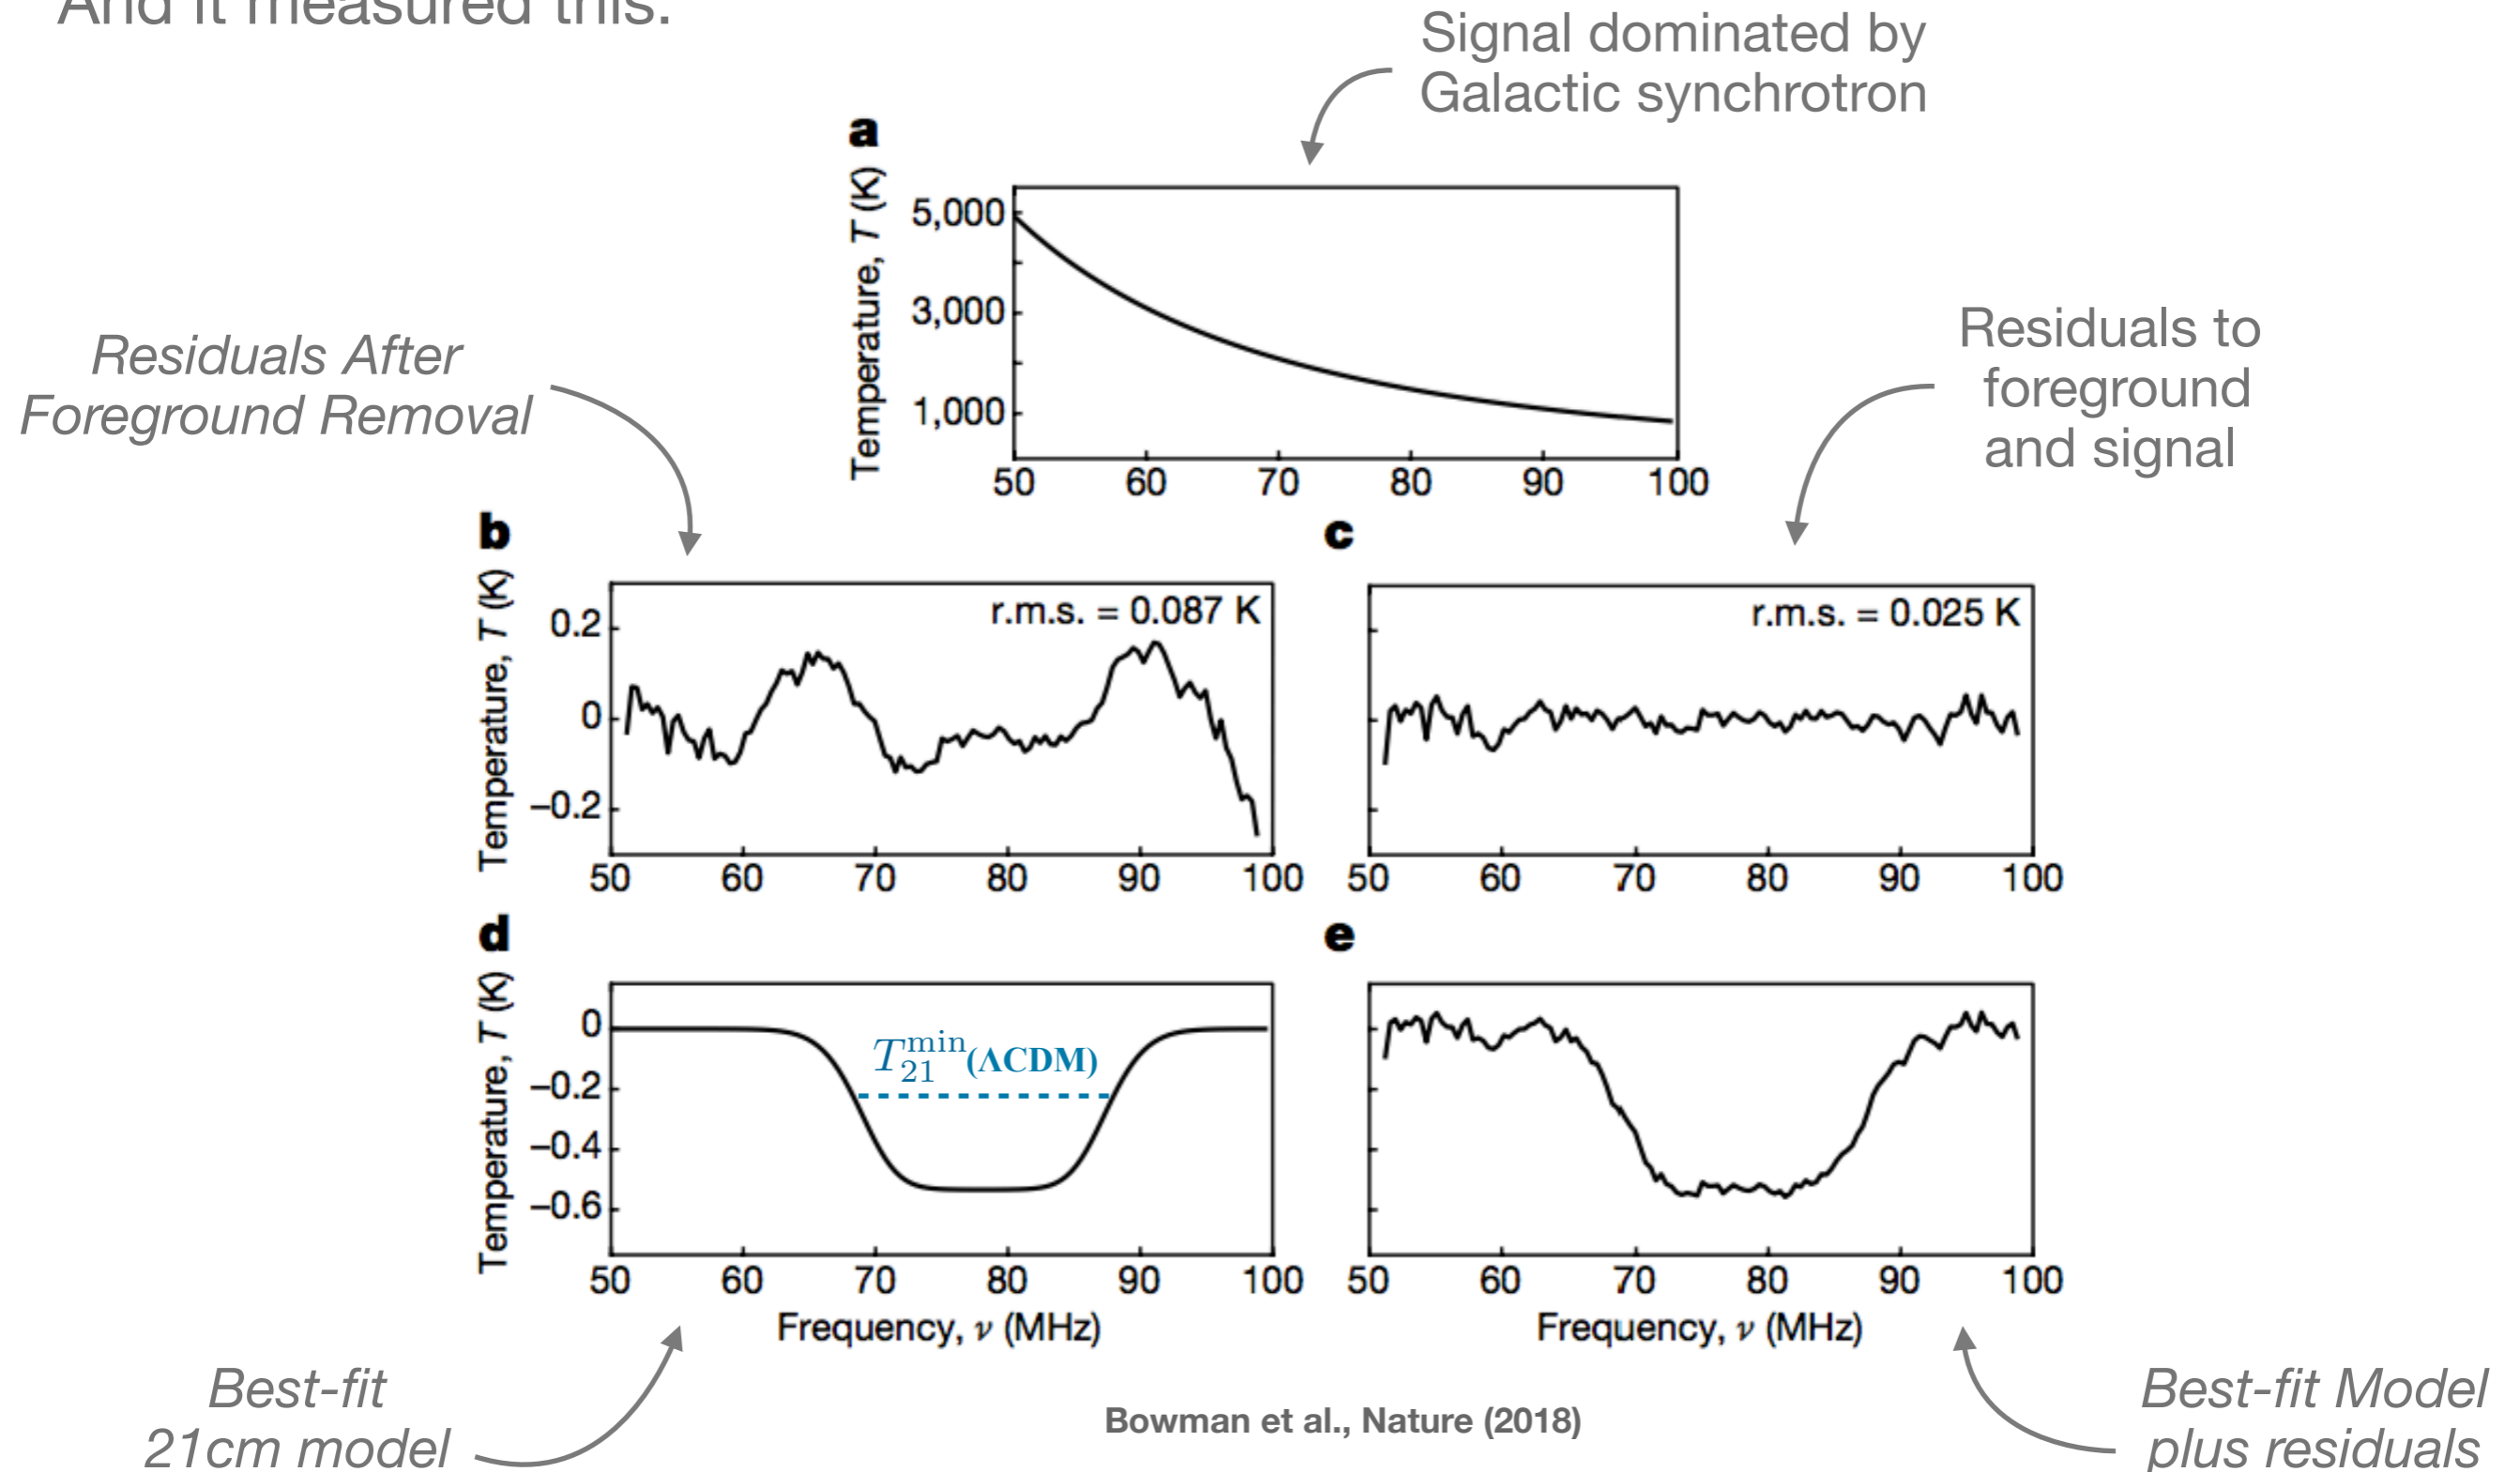 And it measured this.
Signal dominated by
Galactic synchrotron
a
Temperature, T (K)
5,000
3,000
1,000
50 60 70 80 90 100
Residuals After
Foreground Removal
Residuals to
foreground
and signal
b
Temperature, T (K)
r.m.s. = 0.087 K
0.2
0
−0.2
50 60 70 80 90 100
c
r.m.s. = 0.025 K
50 60 70 80 90 100
d
Temperature, T (K)
0
−0.2
−0.4
−0.6
T21min(ΛCDM)
50 60 70 80 90 100
Frequency, ν (MHz)
e
50 60 70 80 90 100
Frequency, ν (MHz)
Best-fit
21cm model
Bowman et al., Nature (2018)
Best-fit Model
plus residuals